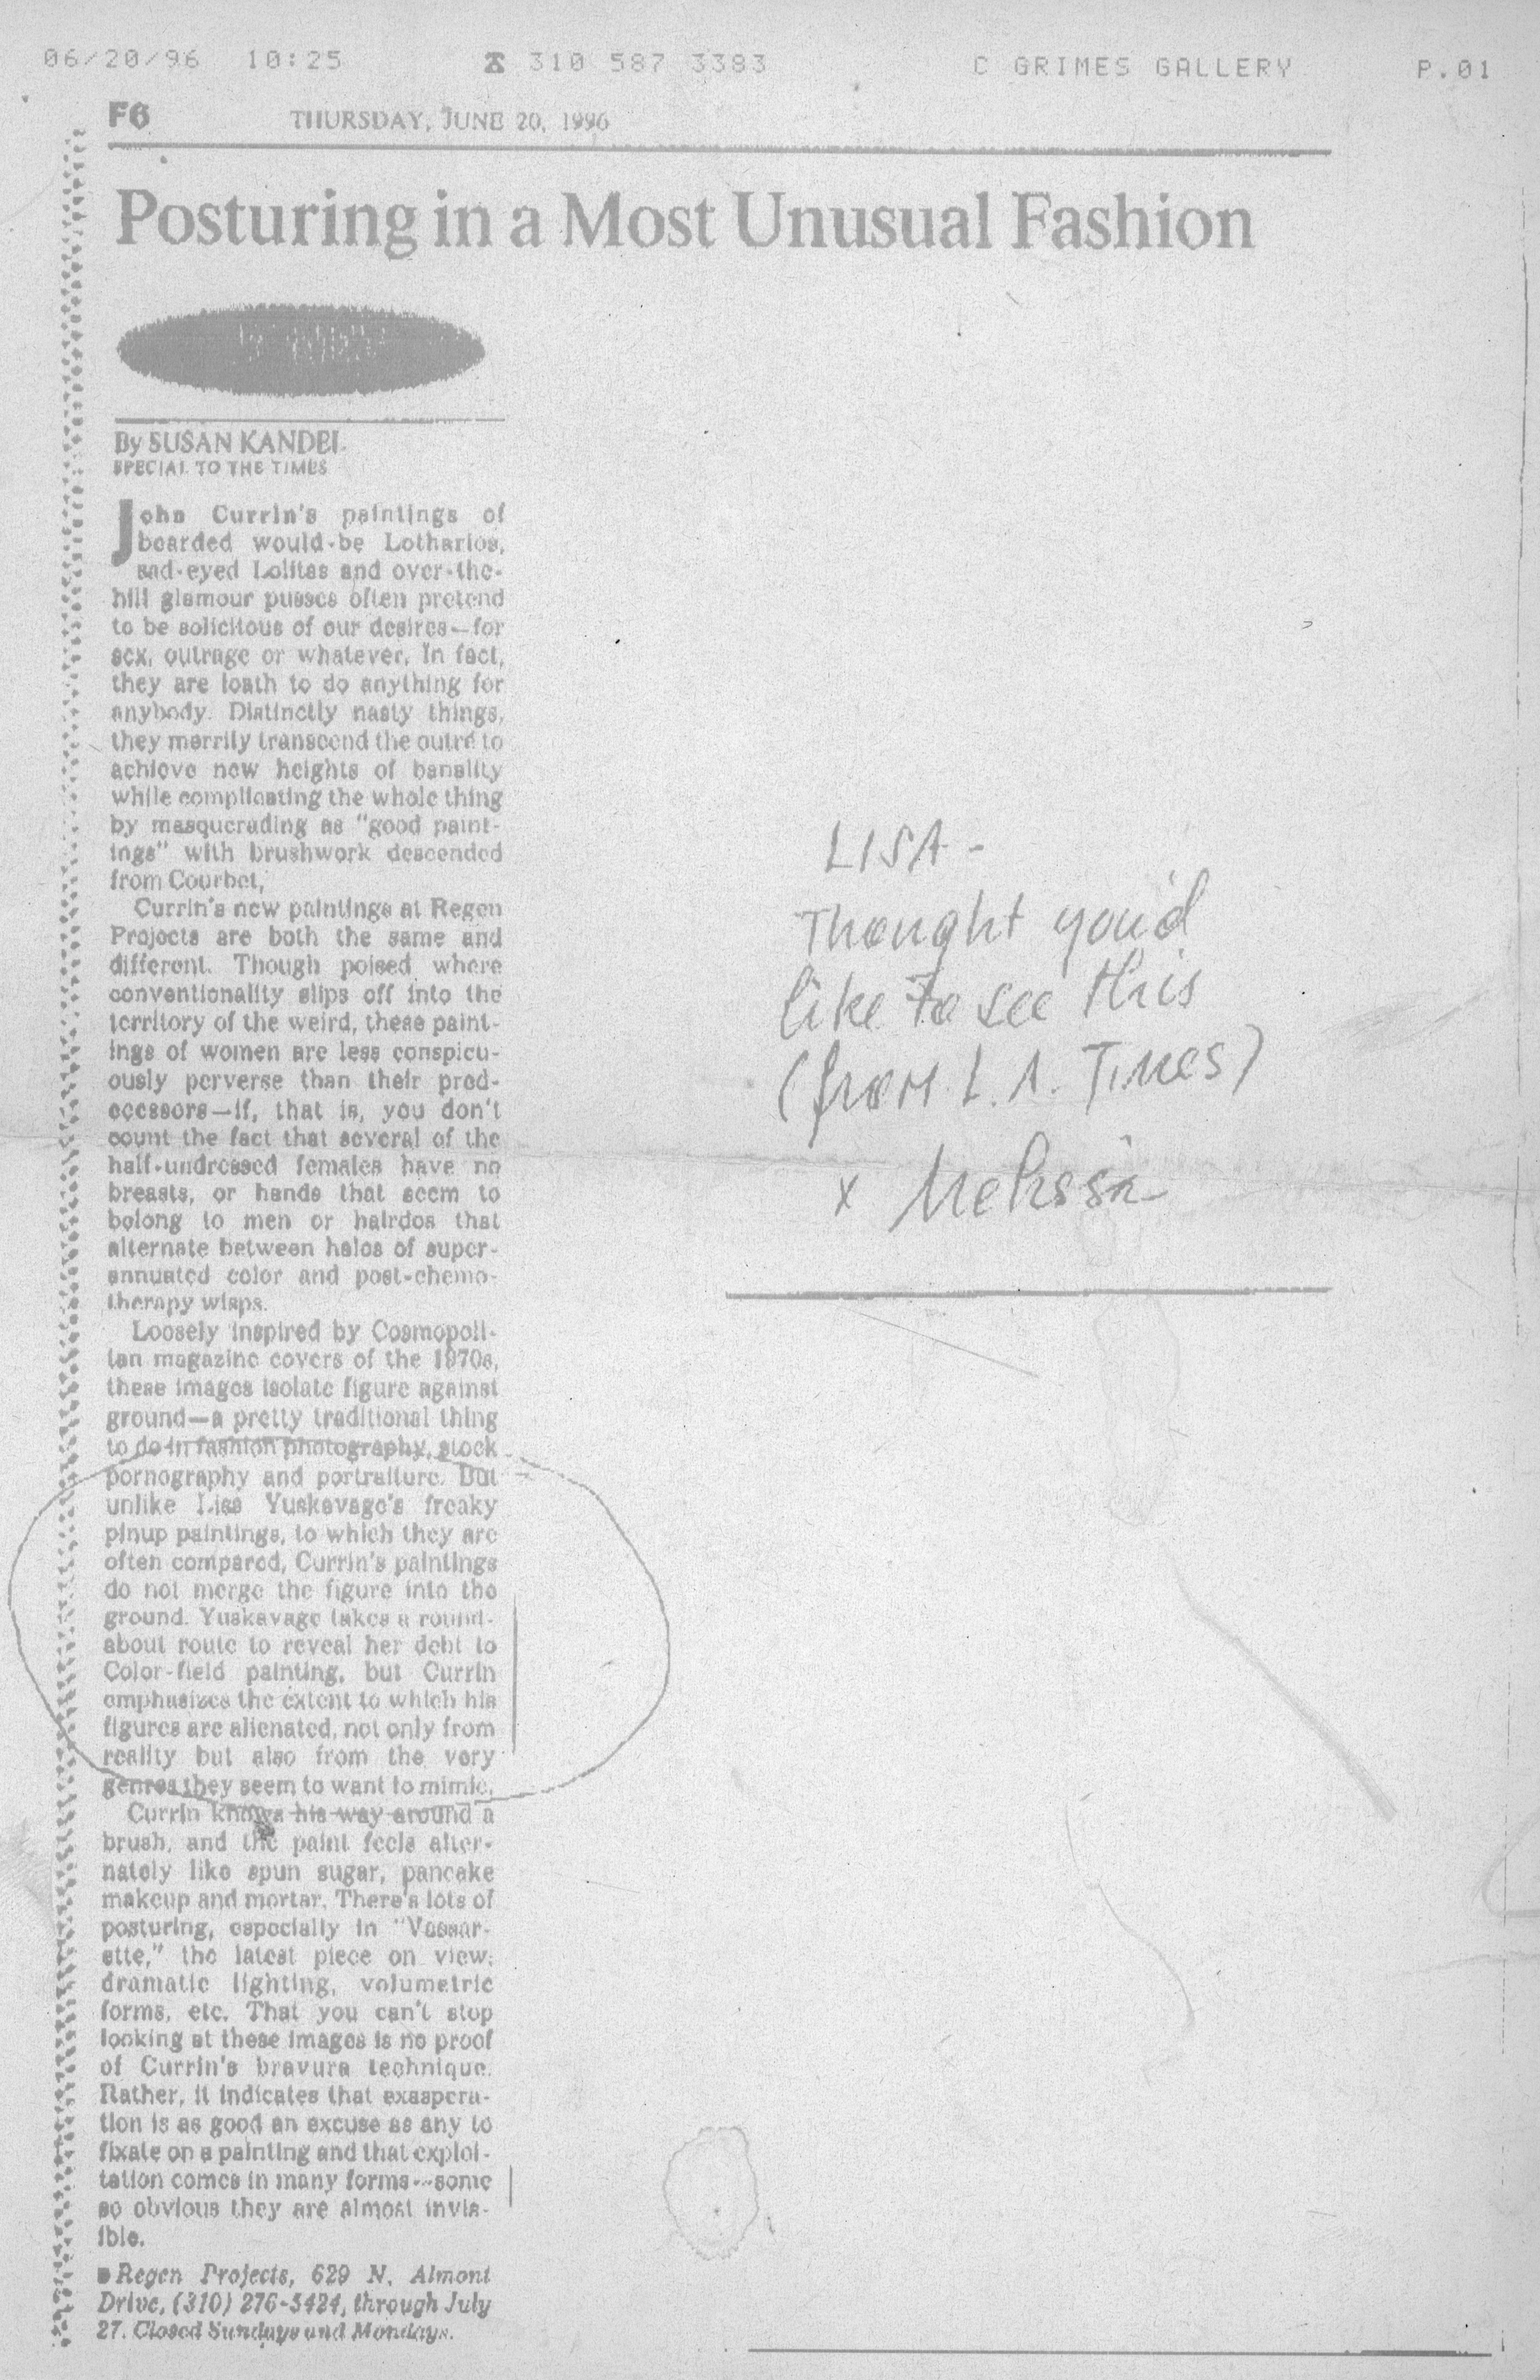 06/20/96 10:25 ☎ 310 587 3383 C GRIMES GALLERY P.01
F6 THURSDAY, JUNE 20, 1996
Posturing in a Most Unusual Fashion
By SUSAN KANDEL
SPECIAL TO THE TIMES
John Currin's paintings of
bearded would-be Lotharios,
sad-eyed Lolitas and over-the-
hill glamour pusses often pretend
to be solicitous of our desires—for
sex, outrage or whatever. In fact,
they are loath to do anything for
anybody. Distinctly nasty things,
they merrily transcend the outré to
achieve new heights of banality
while complicating the whole thing
by masquerading as "good paint-
ings" with brushwork descended
from Courbet.
Currin's new paintings at Regen
Projects are both the same and
different. Though poised where
conventionality slips off into the
territory of the weird, these paint-
ings of women are less conspicu-
ously perverse than their pred-
ecessors—if, that is, you don't
count the fact that several of the
half-undressed females have no
breasts, or hands that seem to
belong to men or hairdos that
alternate between halos of super-
annuated color and post-chemo-
therapy wisps.
Loosely inspired by Cosmopoli-
tan magazine covers of the 1970s,
these images isolate figure against
ground—a pretty traditional thing
to do in fashion photography, stock
pornography and portraiture. But
unlike Lisa Yuskavage's freaky
pinup paintings, to which they are
often compared, Currin's paintings
do not merge the figure into the
ground. Yuskavage takes a round-
about route to reveal her debt to
Color-field painting, but Currin
emphasizes the extent to which his
figures are alienated, not only from
reality but also from the very
genres they seem to want to mimic.
Currin knows his way around a
brush, and the paint feels alter-
nately like spun sugar, pancake
makeup and mortar. There's lots of
posturing, especially in "Vassar-
ette," the latest piece on view:
dramatic lighting, volumetric
forms, etc. That you can't stop
looking at these images is no proof
of Currin's bravura technique.
Rather, it indicates that exaspera-
tion is as good an excuse as any to
fixate on a painting and that exploi-
tation comes in many forms—some
so obvious they are almost invis-
ible.
■ Regen Projects, 629 N. Almont
Drive, (310) 276-5424, through July
27. Closed Sundays and Mondays.
LISA -
Thought you'd
like to see this
(from L.A. Times)
x Melissa